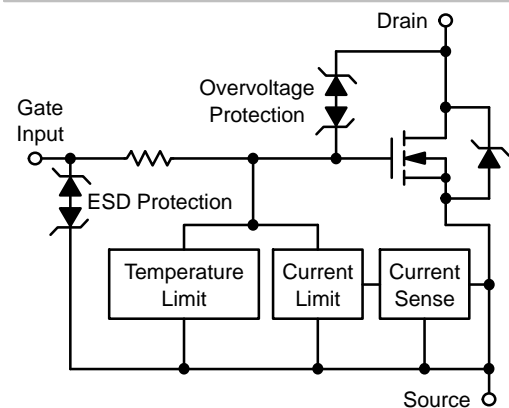 Drain
Overvoltage
Protection
Gate
Input
ESD Protection
Temperature
Limit
Current
Limit
Current
Sense
Source